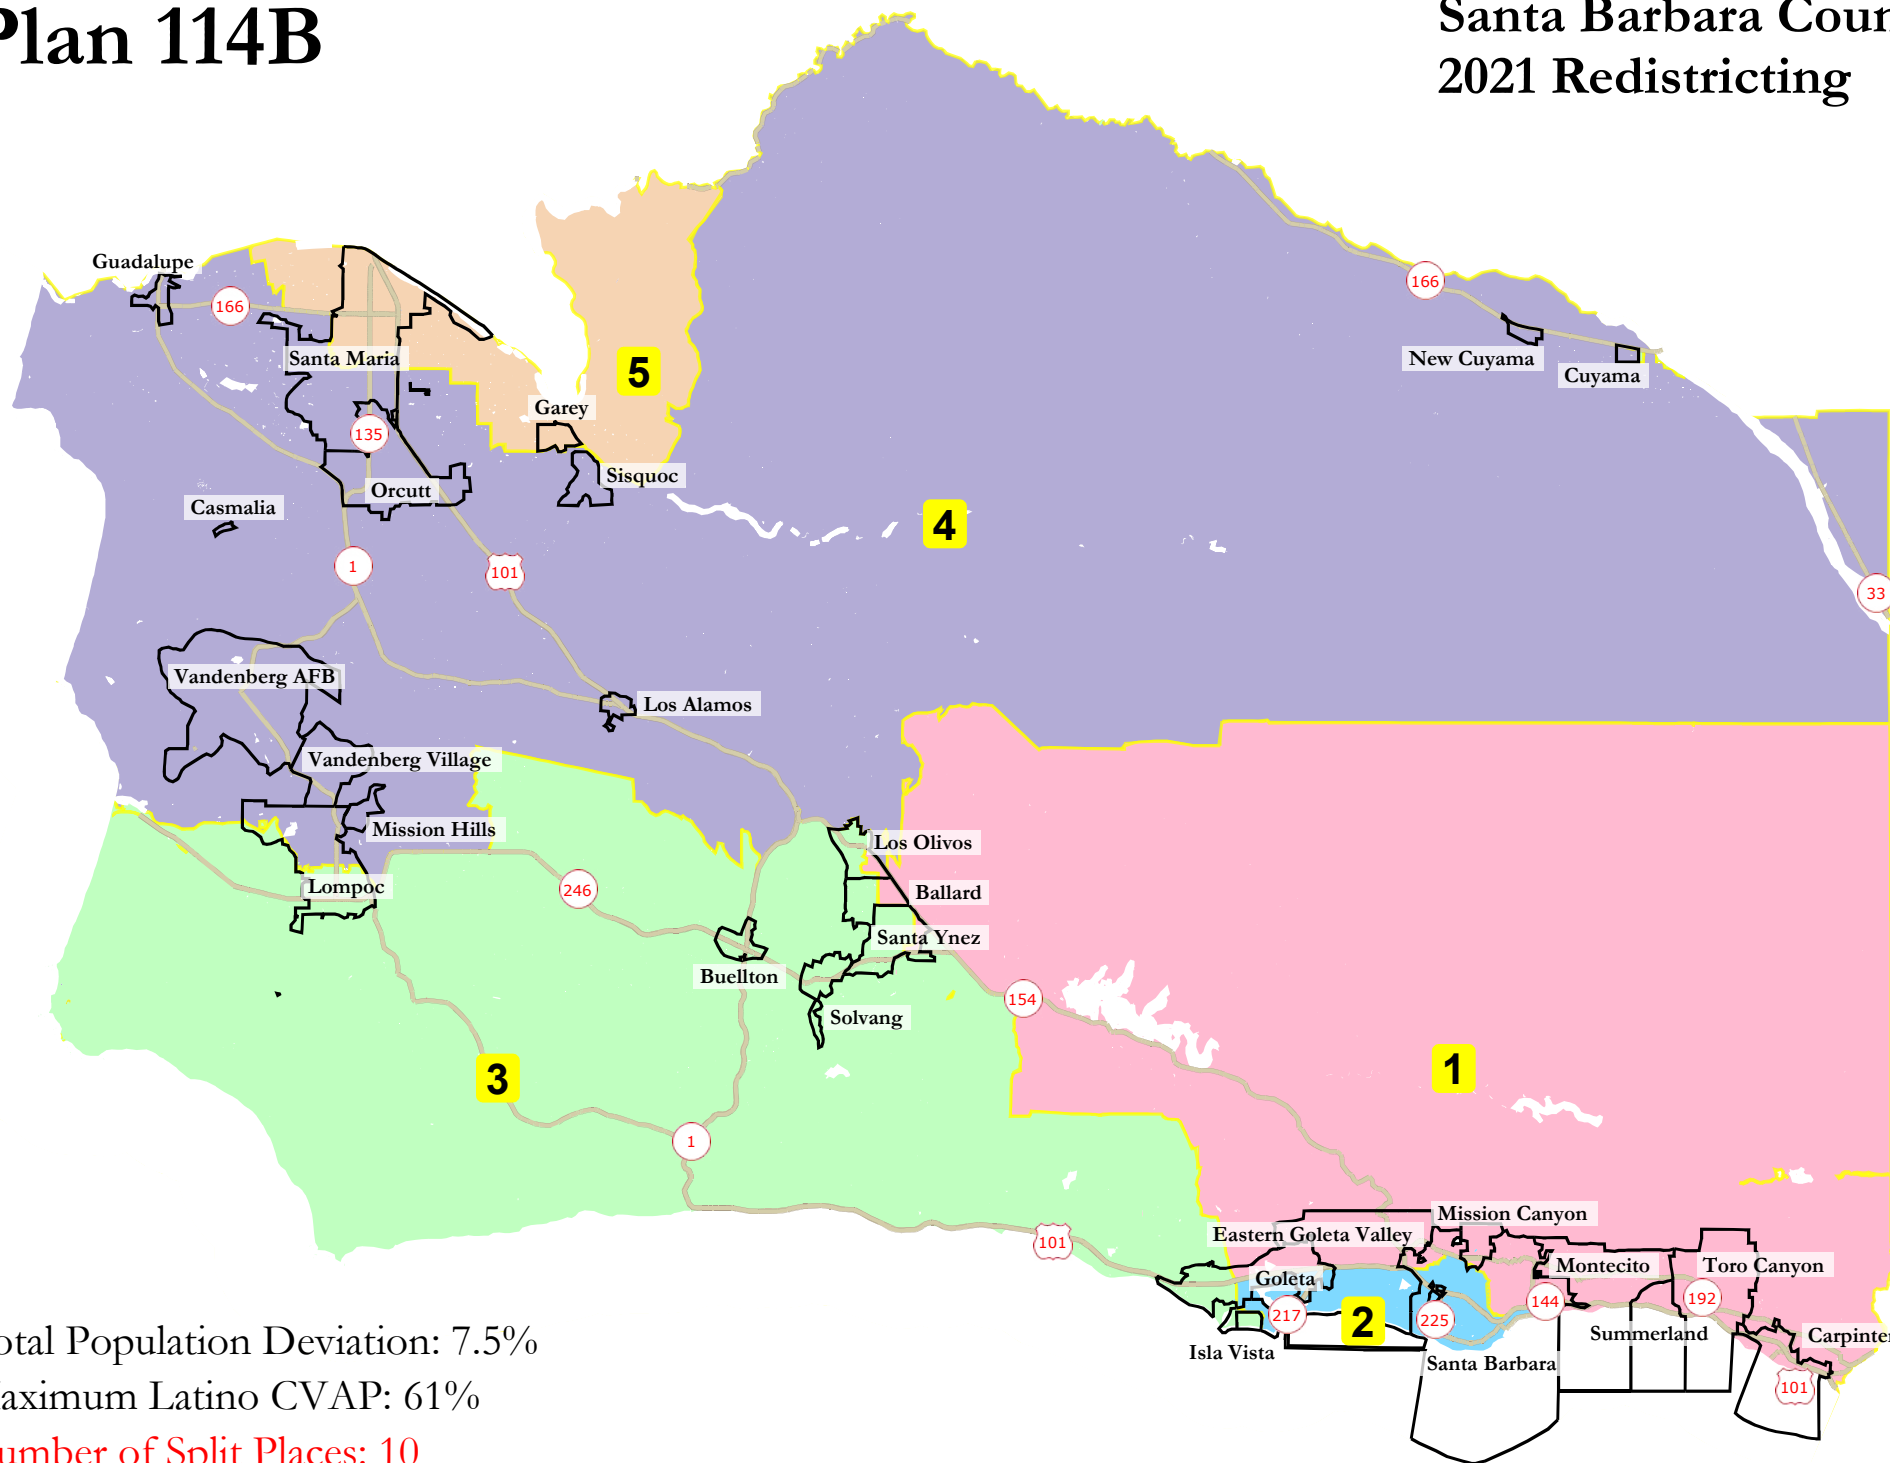 Plan 114B
Santa Barbara Coun
2021 Redistricting
Guadalupe
166
Santa Maria
5
166
New Cuyama
Cuyama
Garey
135
Sisquoc
Orcutt
Casmalia
4
1
101
33
Vandenberg AFB
Los Alamos
Vandenberg Village
Mission Hills
Los Olivos
Lompoc
246
Ballard
Santa Ynez
Buellton
154
Solvang
3
1
1
Mission Canyon
Eastern Goleta Valley
101
Goleta
Montecito
Toro Canyon
217
2
225
144
192
Summerland
Carpinter
Isla Vista
Santa Barbara
101
otal Population Deviation: 7.5%
aximum Latino CVAP: 61%
umber of Split Places: 10